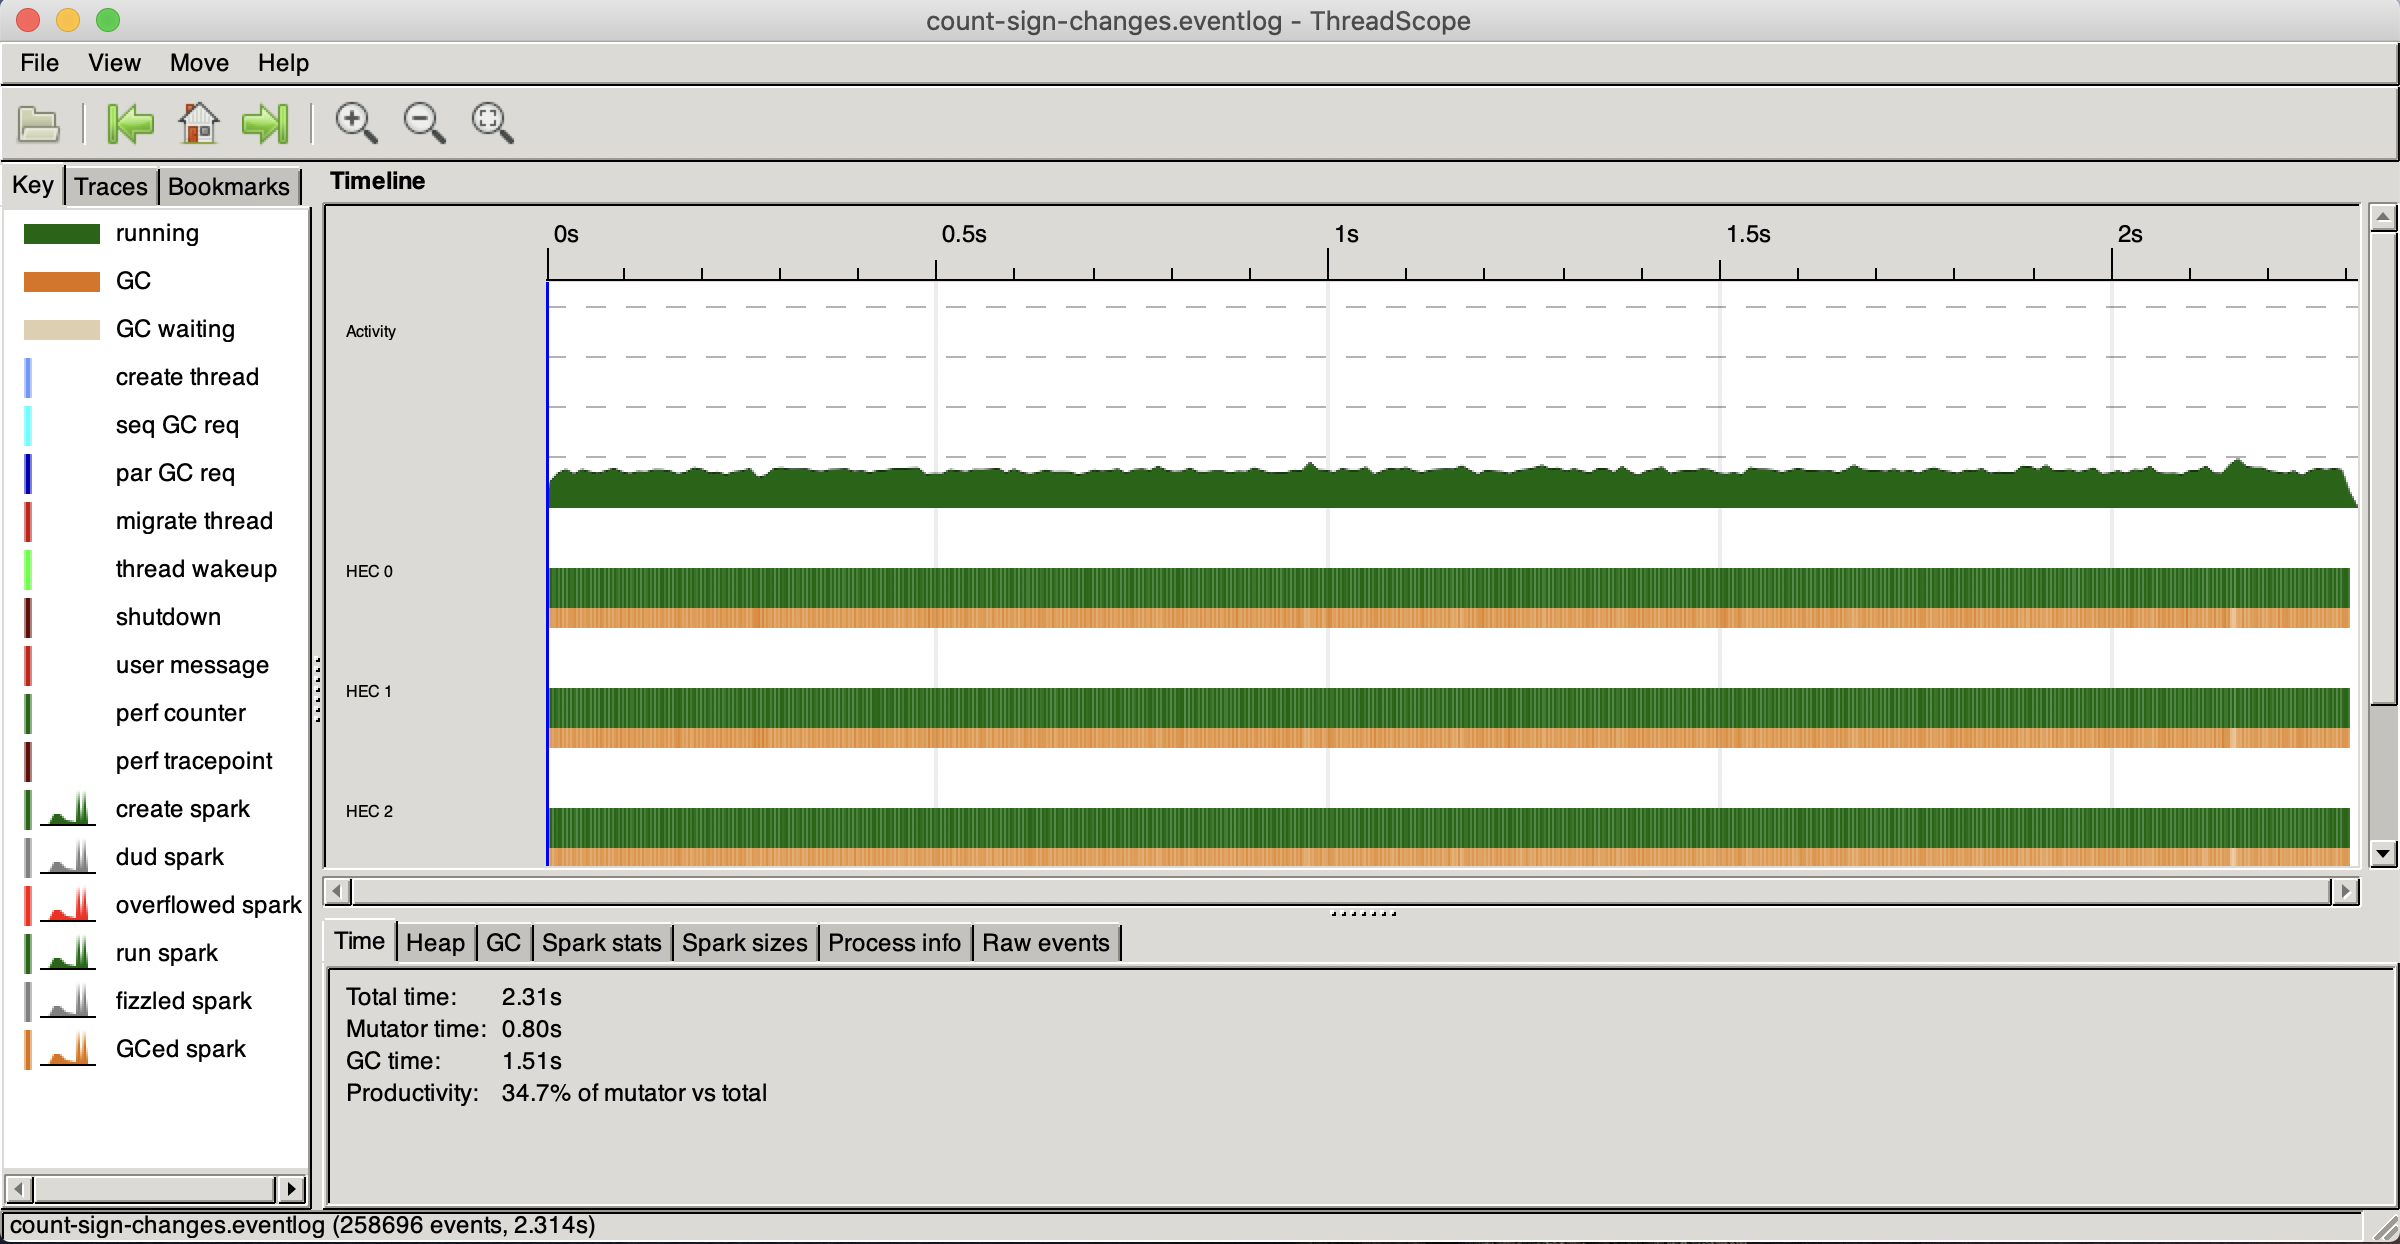 count-sign-changes.eventlog - ThreadScope
File View Move Help
Key Traces Bookmarks
running
GC
GC waiting
create thread
seq GC req
par GC req
migrate thread
thread wakeup
shutdown
user message
perf counter
perf tracepoint
create spark
dud spark
overflowed spark
run spark
fizzled spark
GCed spark
Timeline
0s 0.5s 1s 1.5s 2s
Activity
HEC 0
HEC 1
HEC 2
Time Heap GC Spark stats Spark sizes Process info Raw events
Total time: 2.31s
Mutator time: 0.80s
GC time: 1.51s
Productivity: 34.7% of mutator vs total
count-sign-changes.eventlog (258696 events, 2.314s)